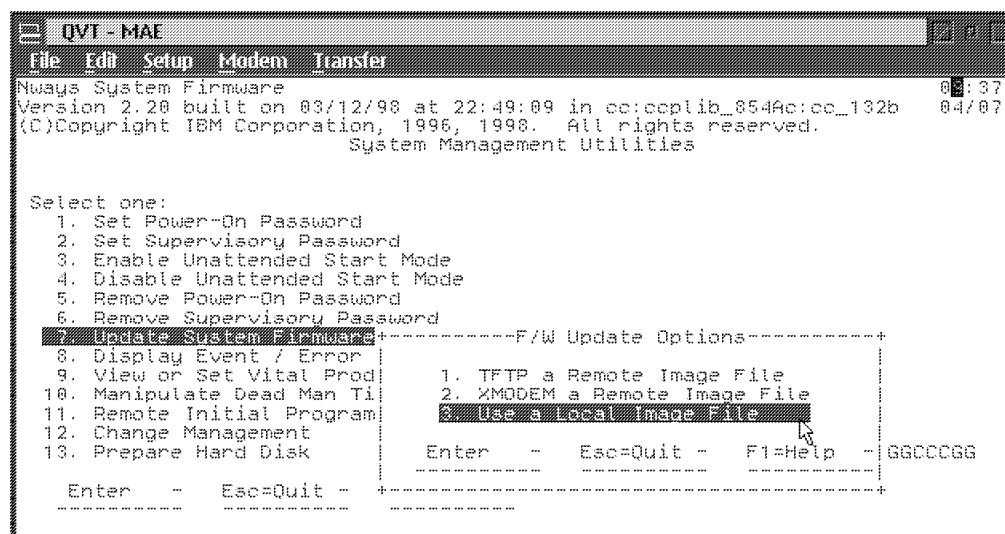 QVT - MAE
File Edit Setup Modem Transfer
Nways System Firmware :37
Version 2.20 built on 03/12/98 at 22:49:09 in cc:ccplib_854Ac:cc_132b 04/07
(C)Copyright IBM Corporation, 1996, 1998. All rights reserved.
System Management Utilities
Select one:
1. Set Power-On Password
2. Set Supervisory Password
3. Enable Unattended Start Mode
4. Disable Unattended Start Mode
5. Remove Power-On Password
6. Remove Supervisory Password
7. Update System Firmware
8. Display Event / Error
9. View or Set Vital Prod
10. Manipulate Dead Man Ti
11. Remote Initial Program
12. Change Management
13. Prepare Hard Disk
Enter - Esc=Quit -
F/W Update Options
1. TFTP a Remote Image File
2. XMODEM a Remote Image File
3. Use a Local Image File
Enter - Esc=Quit - F1=Help -
GGCCCGG